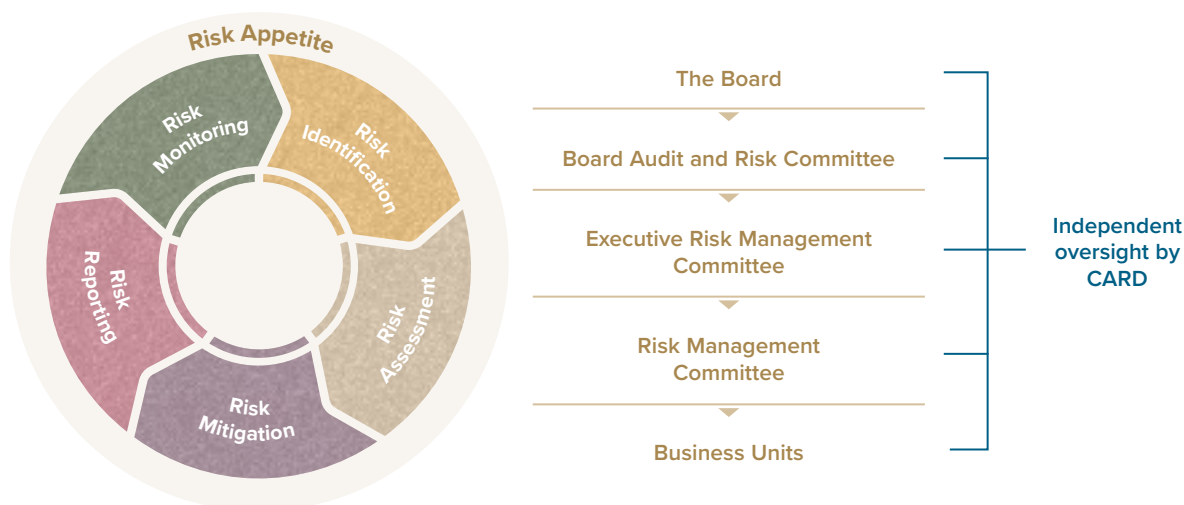 Risk Appetite
Risk
Identification
Risk
Assessment
Risk
Mitigation
Risk
Reporting
Risk
Monitoring
The Board
Board Audit and Risk Committee
Executive Risk Management
Committee
Risk Management
Committee
Business Units
Independent
oversight by
CARD